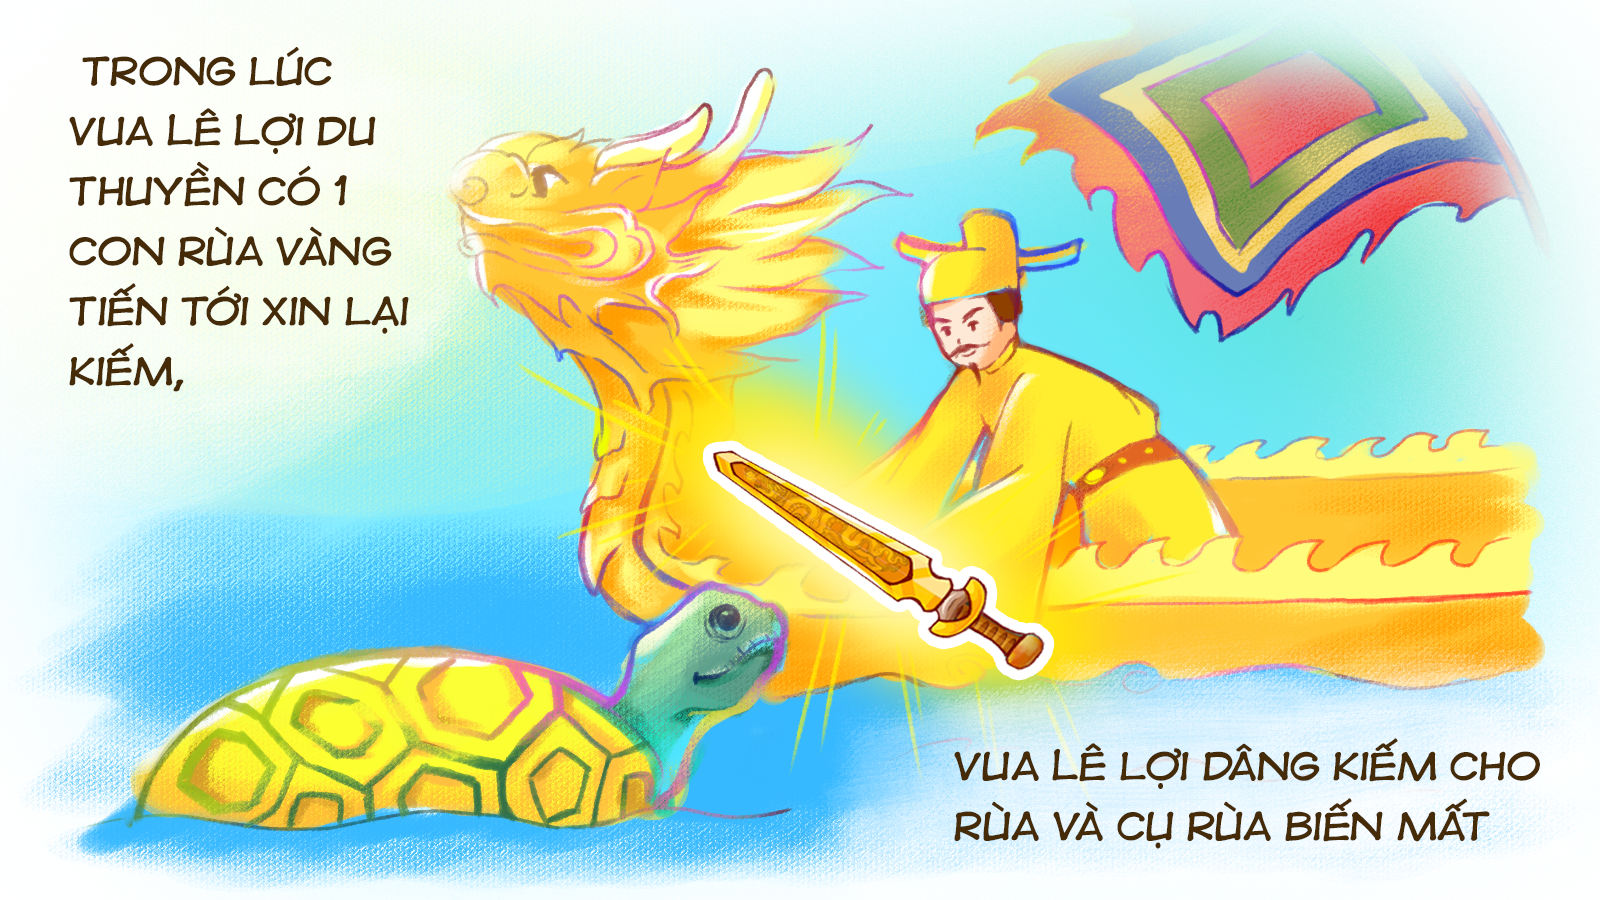 TRONG LÚC
VUA LÊ LỢI DU
THUYỀN CÓ 1
CON RÙA VÀNG
TIẾN TỚI XIN LẠI
KIẾM,
VUA LÊ LỢI DÂNG KIẾM CHO
RÙA VÀ CỤ RÙA BIẾN MẤT